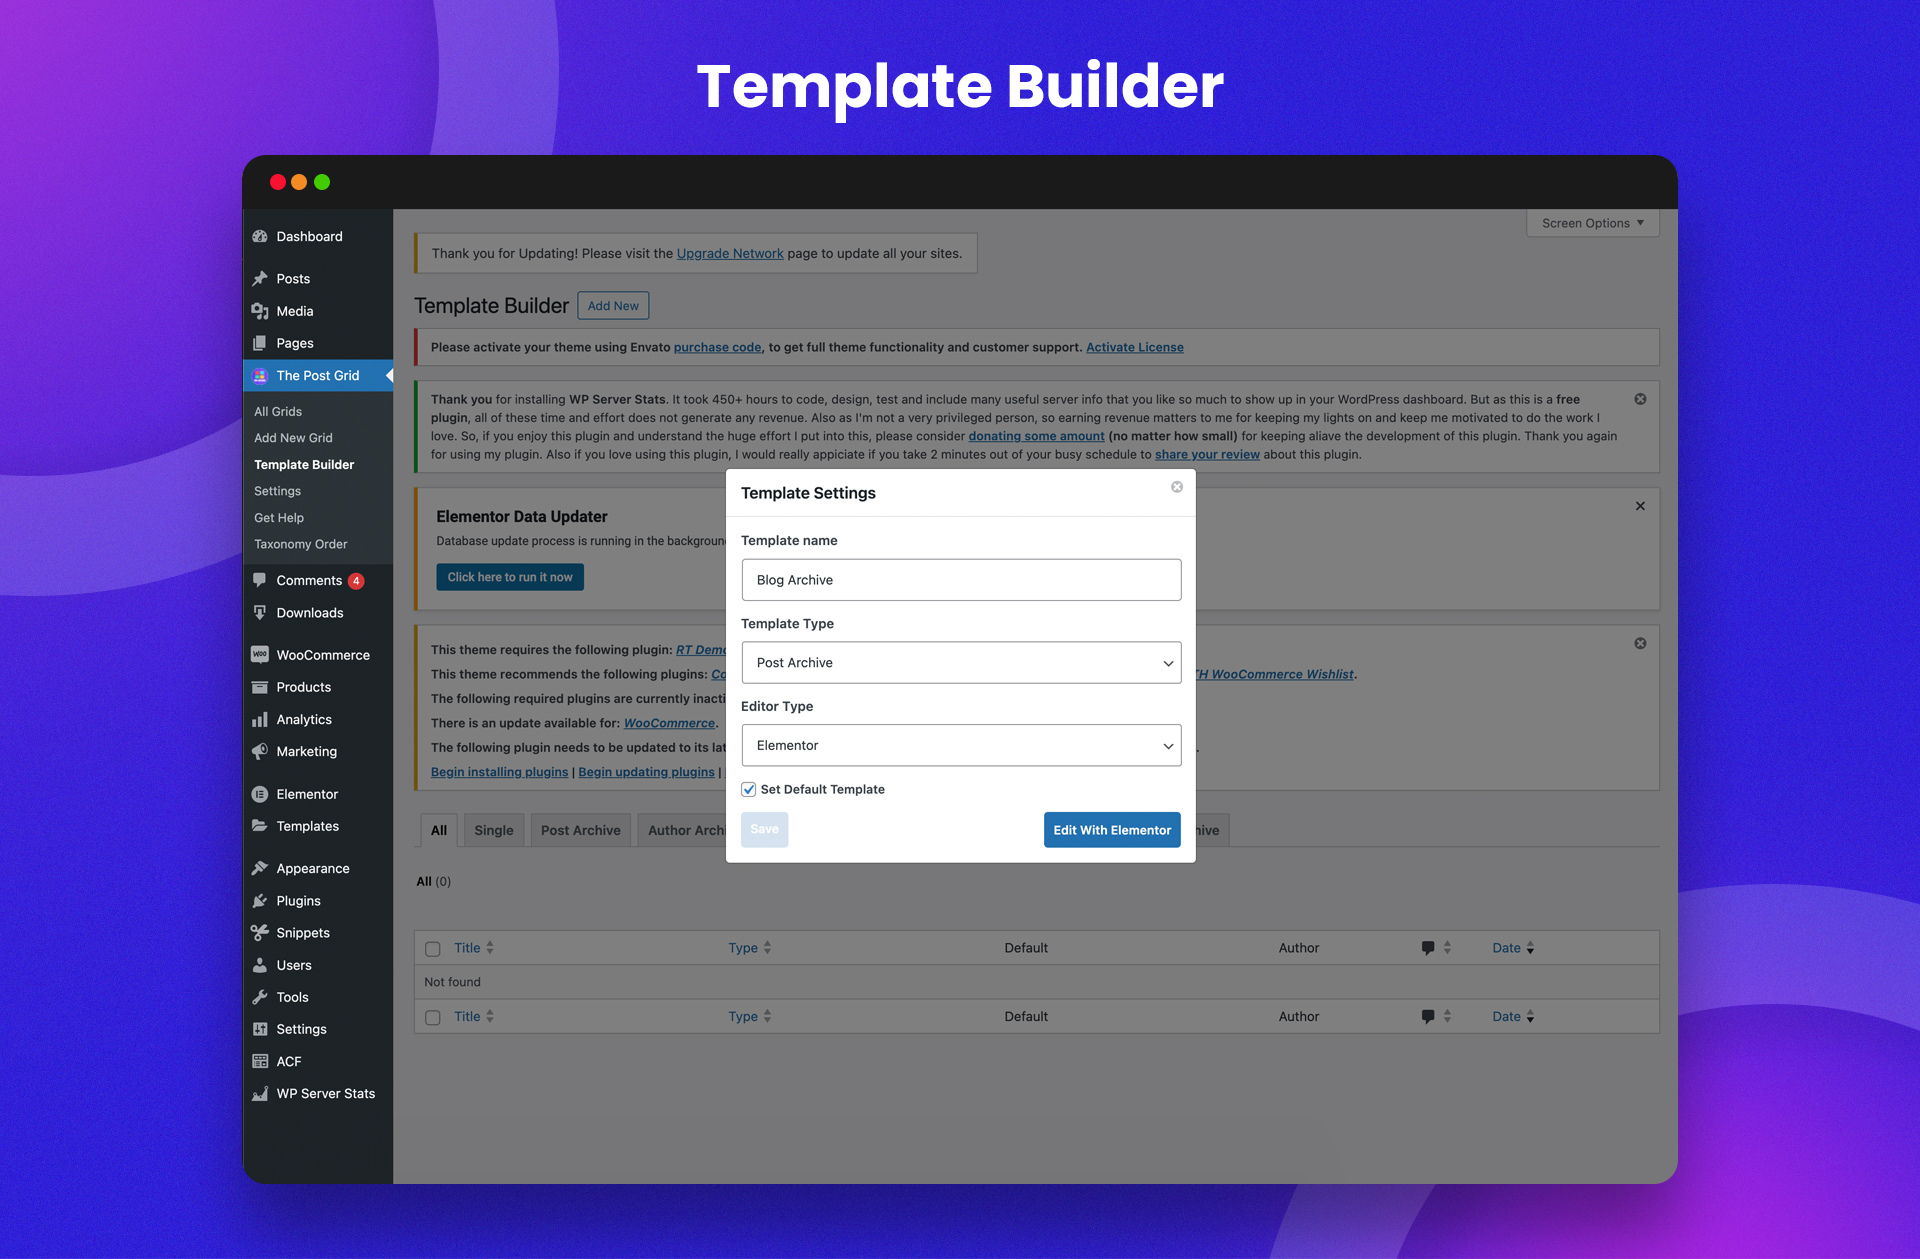 Template Builder
Dashboard
Posts
Media
Pages
The Post Grid
All Grids
Add New Grid
Template Builder
Settings
Get Help
Taxonomy Order
Comments 4
Downloads
WooCommerce
Products
Analytics
Marketing
Elementor
Templates
Appearance
Plugins
Snippets
Users
Tools
Settings
ACF
WP Server Stats
Screen Options
Thank you for Updating! Please visit the Upgrade Network page to update all your sites.
Template Builder Add New
Please activate your theme using Envato purchase code, to get full theme functionality and customer support. Activate License
Thank you for installing WP Server Stats. It took 450+ hours to code, design, test and include many useful server info that you like so much to show up in your WordPress dashboard. But as this is a free
plugin, all of these time and effort does not generate any revenue. Also as I'm not a very privileged person, so earning revenue matters to me for keeping my lights on and keep me motivated to do the work I
love. So, if you enjoy this plugin and understand the huge effort I put into this, please consider donating some amount (no matter how small) for keeping aliave the development of this plugin. Thank you again
for using my plugin. Also if you love using this plugin, I would really appiciate if you take 2 minutes out of your busy schedule to share your review about this plugin.
Elementor Data Updater
Database update process is running in the backgroun
Click here to run it now
This theme requires the following plugin: RT Demo
This theme recommends the following plugins: Co
TH WooCommerce Wishlist.
The following required plugins are currently inacti
There is an update available for: WooCommerce.
The following plugin needs to be updated to its lat
Begin installing plugins | Begin updating plugins |
Template Settings
Template name
Blog Archive
Template Type
Post Archive
Editor Type
Elementor
Set Default Template
Save
Edit With Elementor
All Single Post Archive Author Archi
hive
All (0)
Title Type Default Author Date
Not found
Title Type Default Author Date